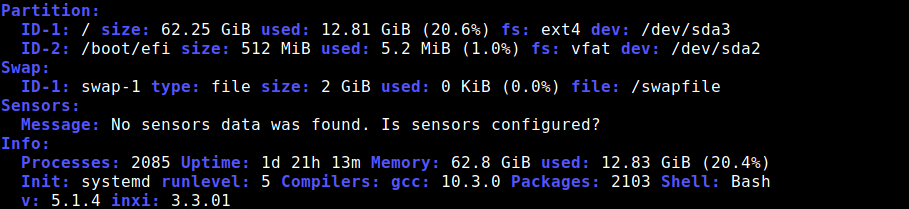 Partition:
ID-1: / size: 62.25 GiB used: 12.81 GiB (20.6%) fs: ext4 dev: /dev/sda3
ID-2: /boot/efi size: 512 MiB used: 5.2 MiB (1.0%) fs: vfat dev: /dev/sda2
Swap:
ID-1: swap-1 type: file size: 2 GiB used: 0 KiB (0.0%) file: /swapfile
Sensors:
Message: No sensors data was found. Is sensors configured?
Info:
Processes: 2085 Uptime: 1d 21h 13m Memory: 62.8 GiB used: 12.83 GiB (20.4%)
Init: systemd runlevel: 5 Compilers: gcc: 10.3.0 Packages: 2103 Shell: Bash
v: 5.1.4 inxi: 3.3.01